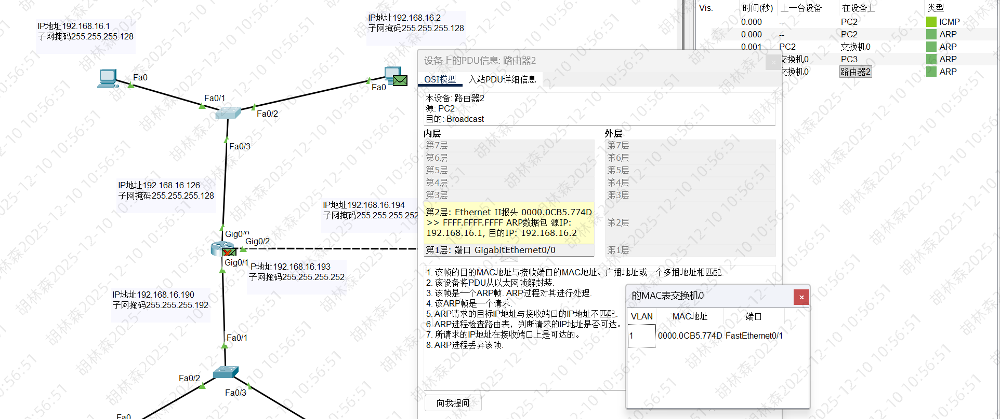 IP地址192.168.16.1
子网掩码255.255.255.128
IP地址192.168.16.2
子网掩码255.255.255.128
Fa0
Fa0/1
Fa0
Fa0/2
Fa0/3
IP地址192.168.16.126
子网掩码255.255.255.128
IP地址192.168.16.194
子网掩码255.255.255.252
Gig0/0
Gig0/2
Gig0/1
P地址192.168.16.193
子网掩码255.255.255.252
IP地址192.168.16.190
子网掩码255.255.255.192
Fa0/1
Fa0/2
Fa0/3
Fa0
设备上的PDU信息: 路由器2
OSI模型 入站PDU详细信息
本设备: 路由器2
源: PC2
目的: Broadcast
内层
第7层
第6层
第5层
第4层
第3层
第2层: Ethernet II报头 0000.0CB5.774D
>> FFFF.FFFF.FFFF ARP数据包 源IP:
192.168.16.1, 目的IP: 192.168.16.2
第1层: 端口 GigabitEthernet0/0
外层
第7层
第6层
第5层
第4层
第3层
第2层
第1层
1. 该帧的目的MAC地址与接收端口的MAC地址、广播地址或一个多播地址相匹配.
2. 该设备将PDU从以太网帧解封装.
3. 该帧是一个ARP帧. ARP过程对其进行处理.
4. 该ARP帧是一个请求.
5. ARP请求的目标IP地址与接收端口的IP地址不匹配.
6. ARP进程检查路由表，判断请求的IP地址是否可达。
7. 所请求的IP地址在接收端口上是可达的。
8. ARP进程丢弃该帧.
向我提问
的MAC表交换机0
VLAN MAC地址 端口
1 0000.0CB5.774D FastEthernet0/1
Vis. 时间(秒) 上一台设备 在设备上 类型
0.000 -- PC2 ICMP
0.000 -- PC2 ARP
0.001 PC2 交换机0 ARP
交换机0 PC3 ARP
交换机0 路由器2 ARP
胡林森2025-12-10 10:56:51